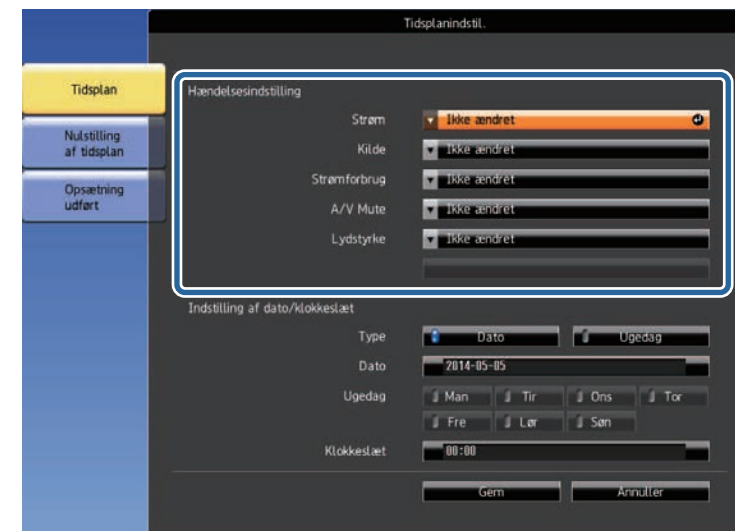 Tidsplanindstil.
Tidsplan
Nulstilling
af tidsplan
Opsætning
udført
Hændelsesindstilling
Strøm Ikke ændret
Kilde Ikke ændret
Strømforbrug Ikke ændret
A/V Mute Ikke ændret
Lydstyrke Ikke ændret
Indstilling af dato/klokkeslæt
Type Dato Ugedag
Dato 2014-05-05
Ugedag Man Tir Ons Tor
Fre Lør Søn
Klokkeslæt 00:00
Gem Annuller